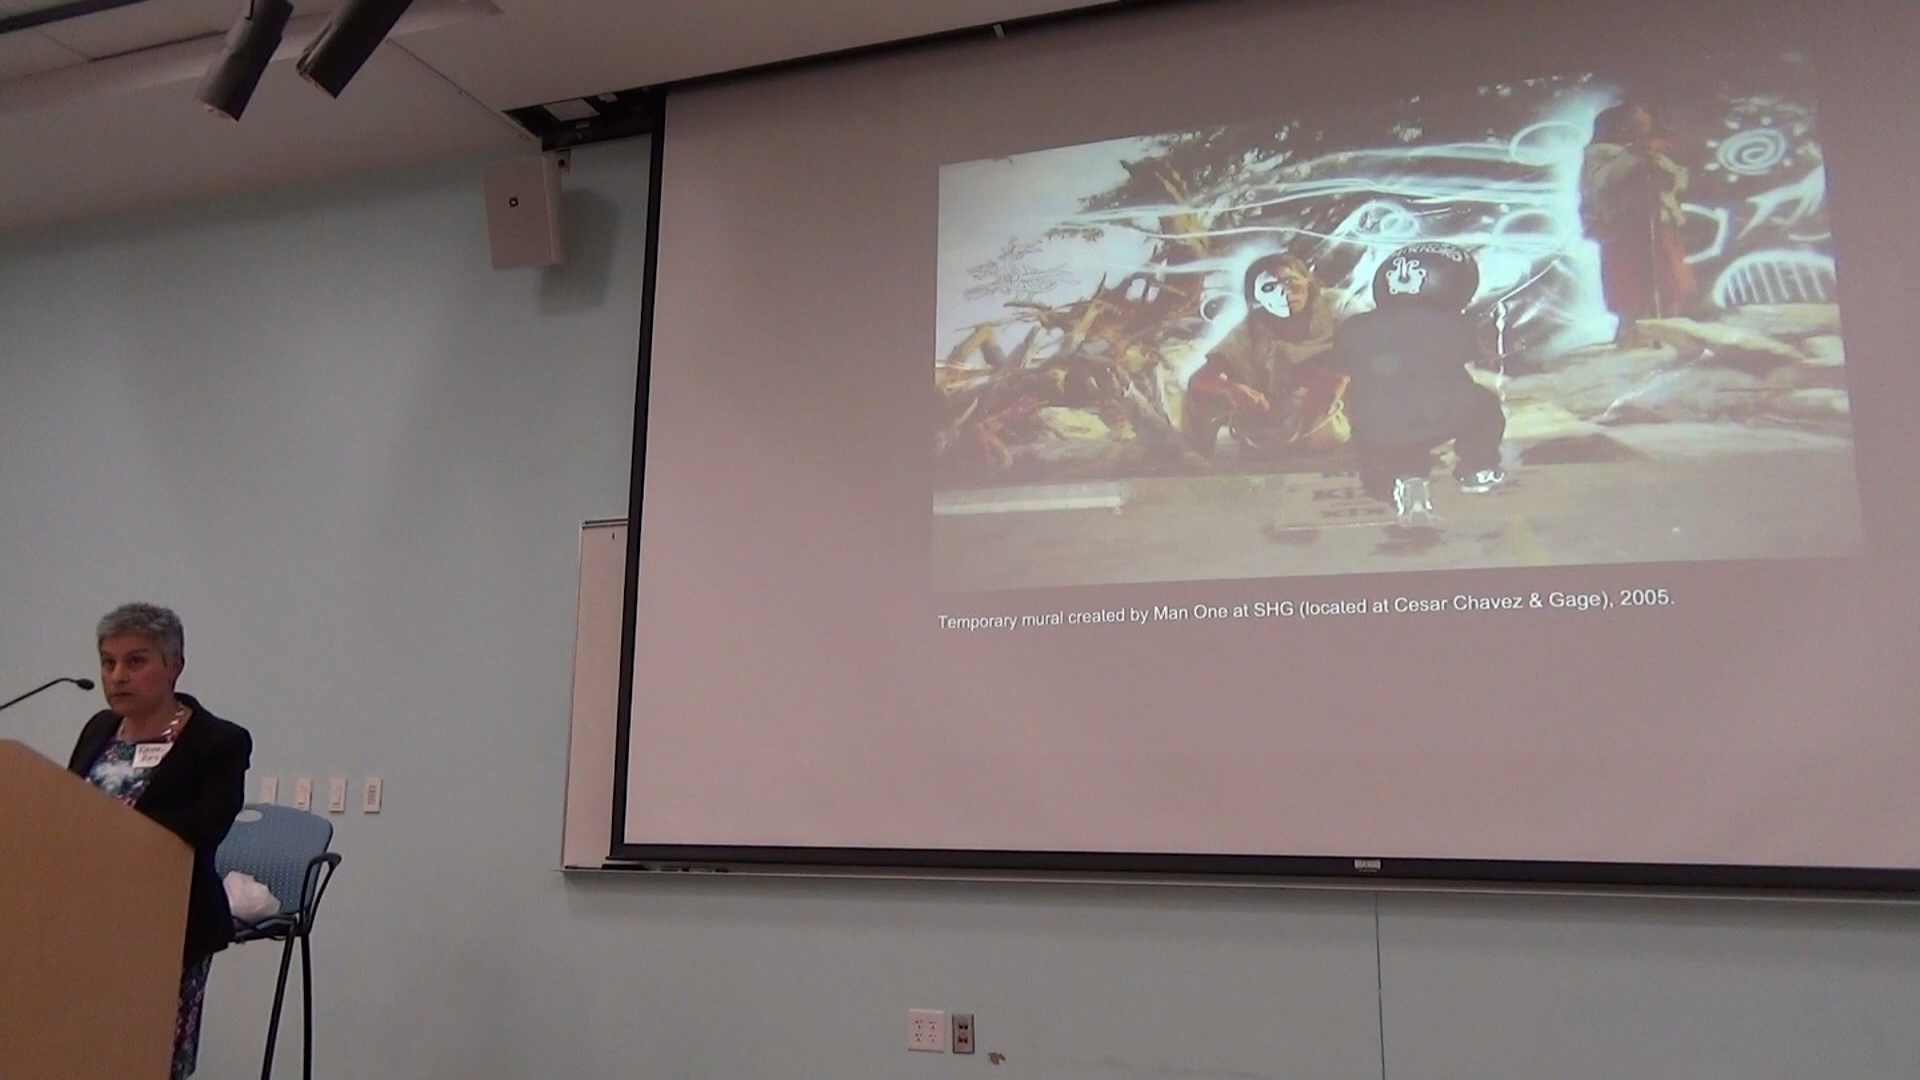 Temporary mural created by Man One at SHG (located at Cesar Chavez & Gage), 2005.